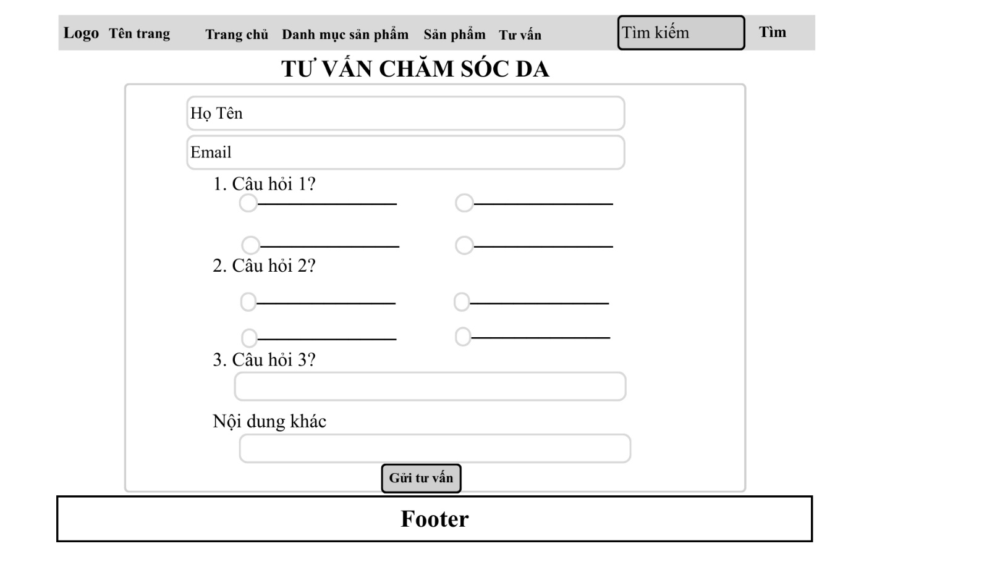 Logo Tên trang Trang chủ Danh mục sản phẩm Sản phẩm Tư vấn Tìm kiếm Tìm
TƯ VẤN CHĂM SÓC DA
Họ Tên
Email
1. Câu hỏi 1?
2. Câu hỏi 2?
3. Câu hỏi 3?
Nội dung khác
Gửi tư vấn
Footer